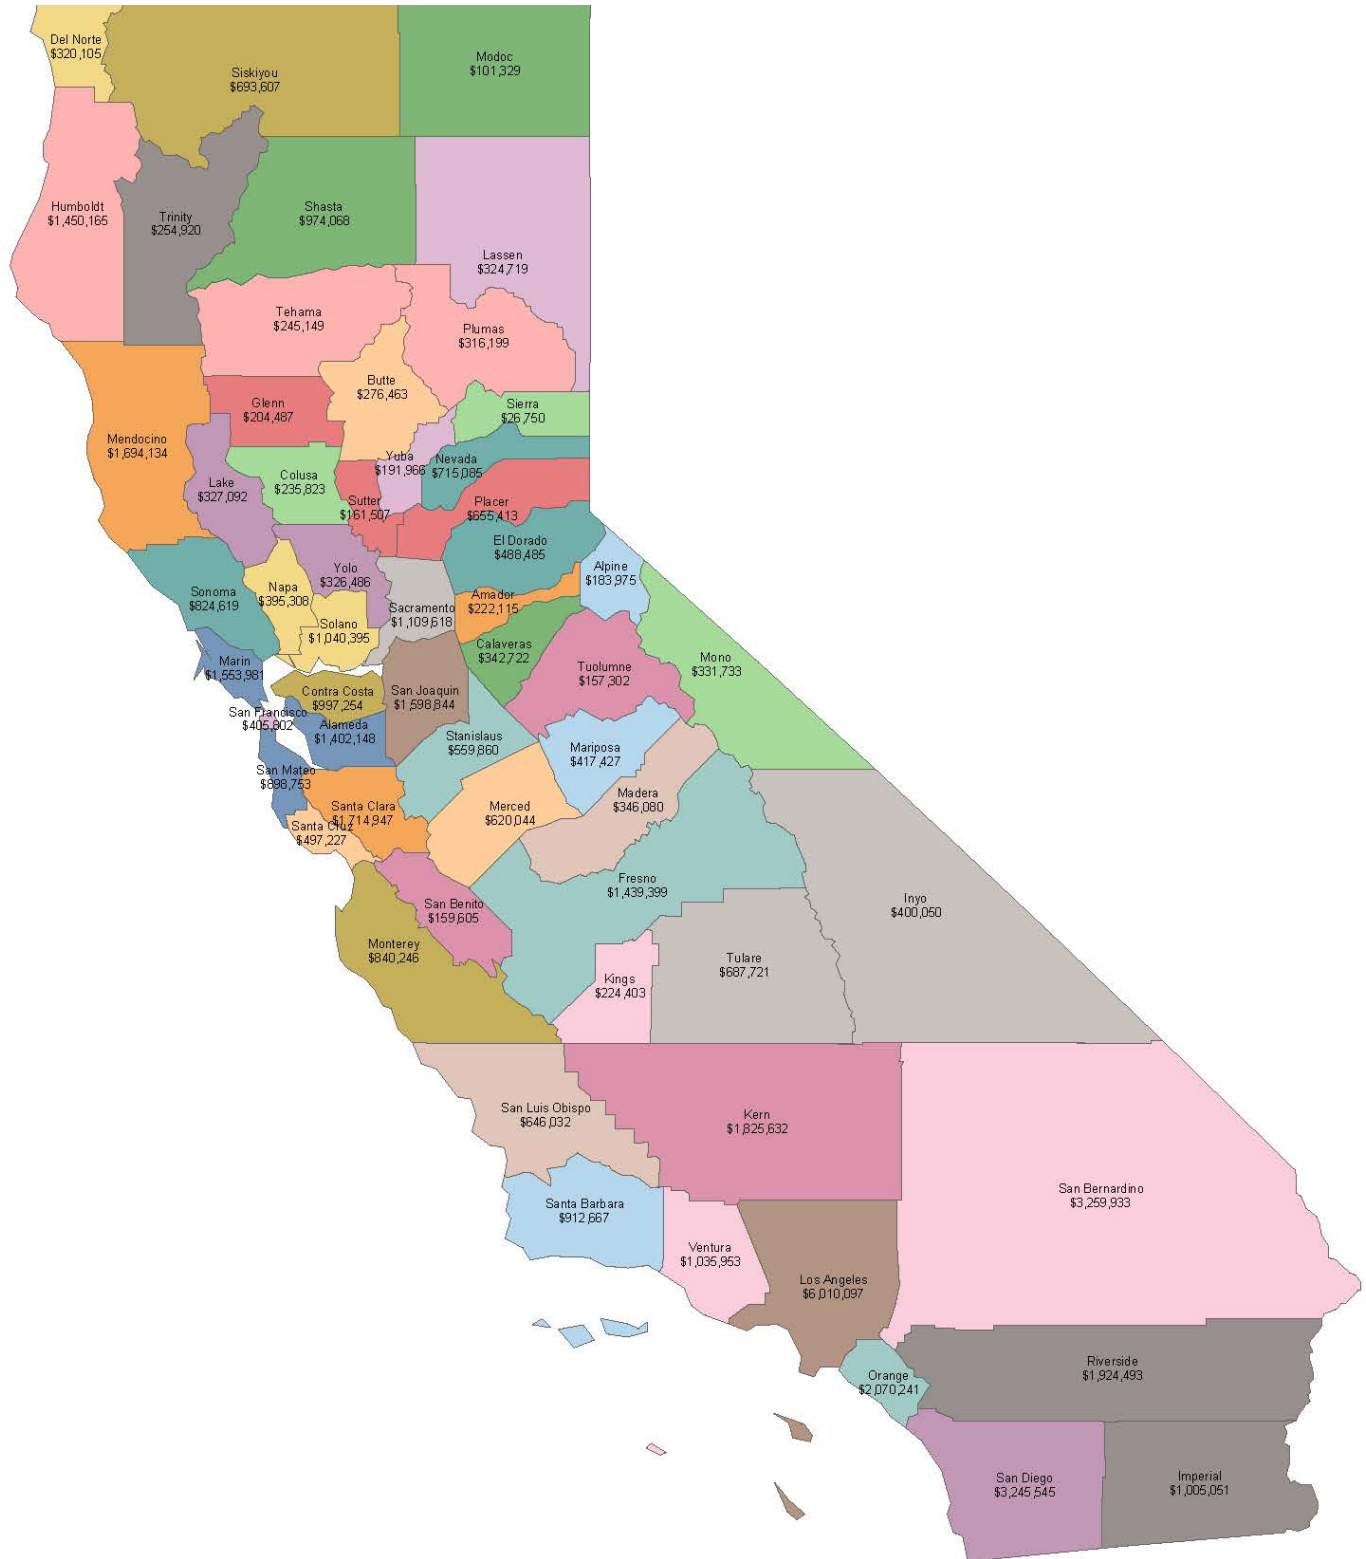 Del Norte
$320,105
Siskiyou
$693,607
Modoc
$101,329
Humboldt
$1,450,165
Trinity
$254,920
Shasta
$974,068
Lassen
$324,719
Tehama
$245,149
Plumas
$316,199
Butte
$276,463
Glenn
$204,487
Sierra
$26,750
Mendocino
$1,694,134
Yuba
$191,966
Nevada
$715,085
Colusa
$235,823
Lake
$327,092
Sutter
$161,507
Placer
$655,413
El Dorado
$488,485
Alpine
$183,975
Yolo
$326,486
Napa
$395,308
Sonoma
$824,619
Amador
$222,115
Sacramento
$1,109,618
Solano
$1,040,395
Calaveras
$342,722
Marin
$1,553,981
Tuolumne
$157,302
Mono
$331,733
Contra Costa
$997,254
San Joaquin
$1,598,844
San Francisco
$405,802
Alameda
$1,402,148
Stanislaus
$559,860
Mariposa
$417,427
San Mateo
$898,753
Santa Clara
$1,714,947
Merced
$620,044
Madera
$346,080
Santa Cruz
$497,227
Fresno
$1,439,399
Inyo
$400,050
San Benito
$159,605
Monterey
$840,246
Tulare
$687,721
Kings
$224,403
San Luis Obispo
$646,032
Kern
$1,825,632
San Bernardino
$3,259,933
Santa Barbara
$912,667
Ventura
$1,035,953
Los Angeles
$6,010,097
Riverside
$1,924,493
Orange
$2,070,241
San Diego
$3,245,545
Imperial
$1,005,051